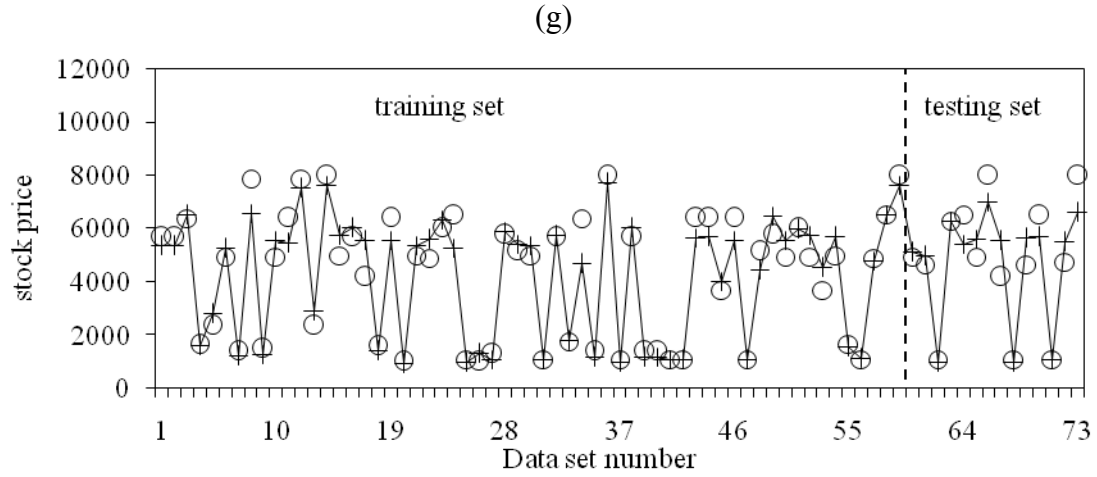 (g)
12000
10000
8000
6000
4000
2000
0
stock price
training set
testing set
1 10 19 28 37 46 55 64 73
Data set number